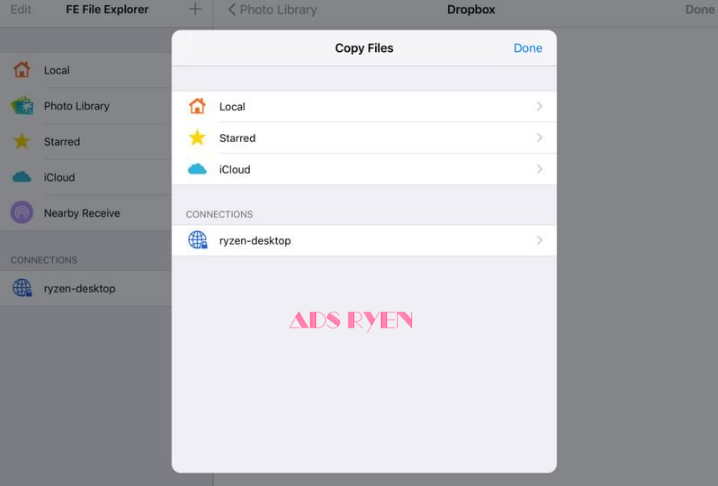 Edit FE File Explorer + Photo Library Dropbox Done
Local
Photo Library
Starred
iCloud
Nearby Receive
CONNECTIONS
ryzen-desktop
Copy Files Done
Local
Starred
iCloud
CONNECTIONS
ryzen-desktop
ADS RYEN